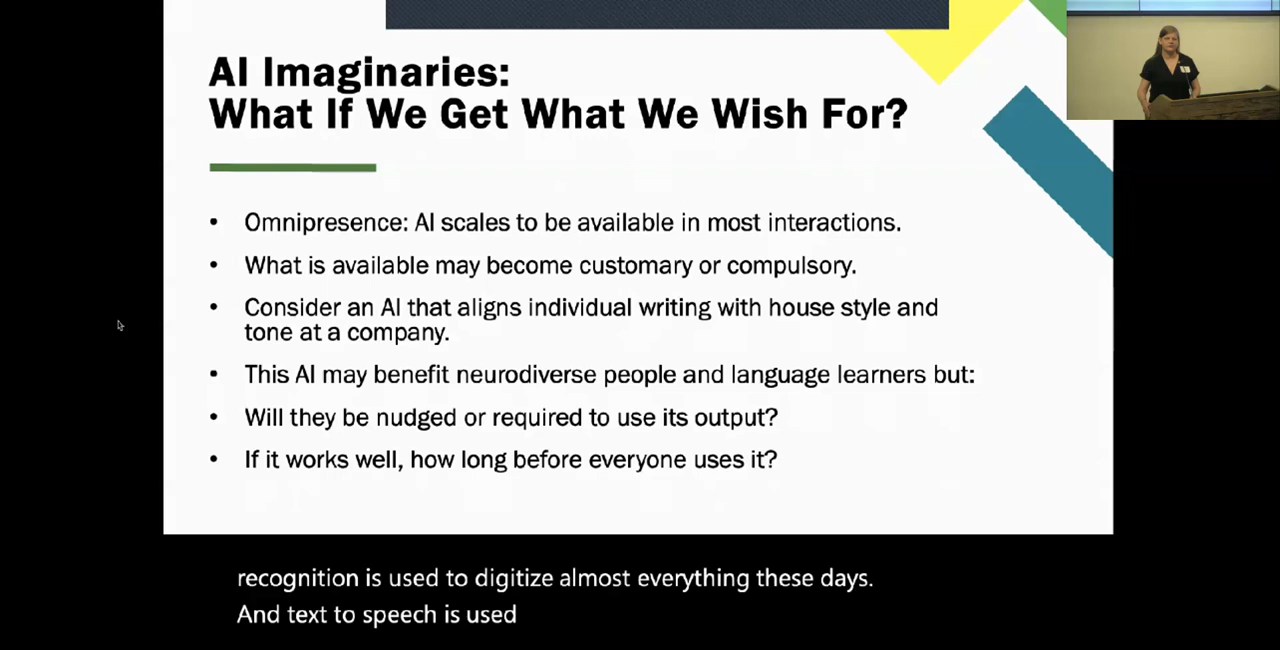 AI Imaginaries:
What If We Get What We Wish For?
• Omnipresence: AI scales to be available in most interactions.
• What is available may become customary or compulsory.
• Consider an AI that aligns individual writing with house style and
tone at a company.
• This AI may benefit neurodiverse people and language learners but:
• Will they be nudged or required to use its output?
• If it works well, how long before everyone uses it?
recognition is used to digitize almost everything these days.
And text to speech is used